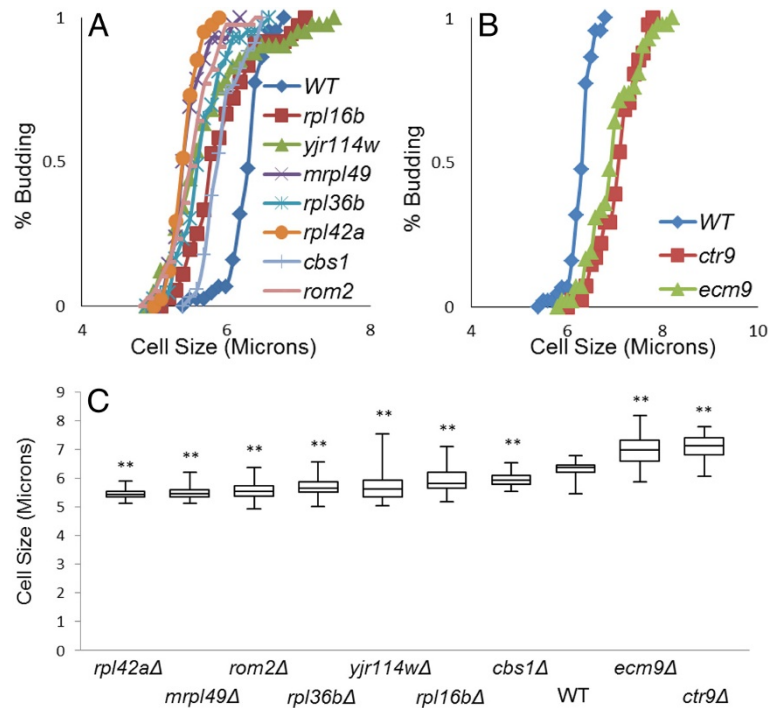 A
% Budding
1
0.5
0
4
6
8
Cell Size (Microns)
WT
rpl16b
yjr114w
mrpl49
rpl36b
rpl42a
cbs1
rom2
B
% Budding
1
0.5
0
4
6
8
10
Cell Size (Microns)
WT
ctr9
ecm9
C
Cell Size (Microns)
9
8
7
6
5
4
3
2
1
0
** ** ** ** ** ** ** ** **
rpl42aΔ rom2Δ yjr114wΔ cbs1Δ ecm9Δ
mrpl49Δ rpl36bΔ rpl16bΔ WT ctr9Δ